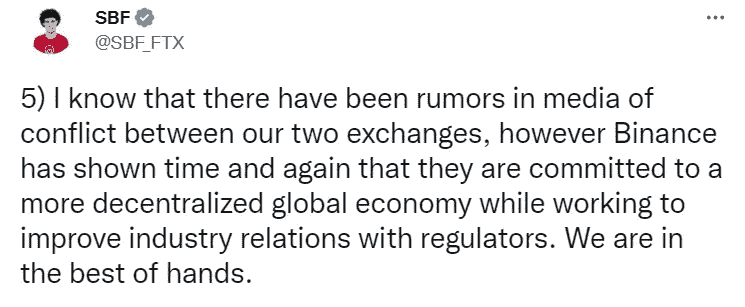 SBF
@SBF_FTX
5) I know that there have been rumors in media of
conflict between our two exchanges, however Binance
has shown time and again that they are committed to a
more decentralized global economy while working to
improve industry relations with regulators. We are in
the best of hands.